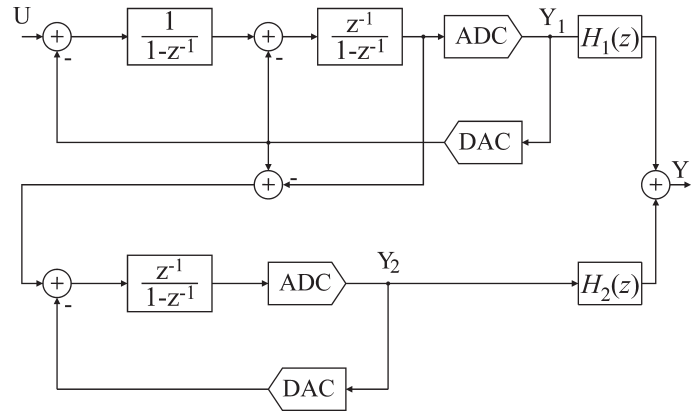 U
+
-
1
1-z⁻¹
+
-
z⁻¹
1-z⁻¹
ADC
Y₁
H₁(z)
DAC
+
-
+
Y
+
-
z⁻¹
1-z⁻¹
ADC
Y₂
H₂(z)
DAC